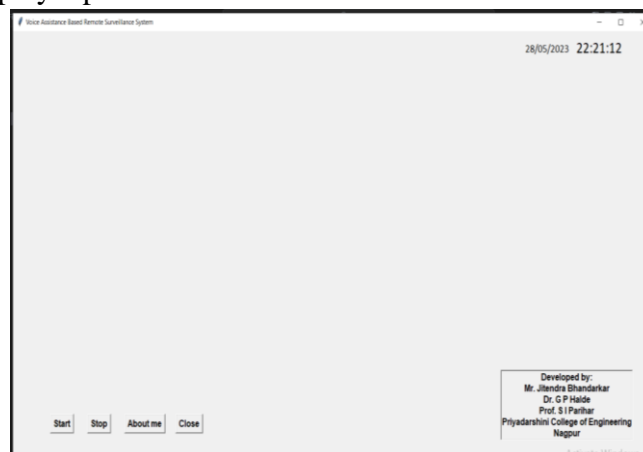 Voice Assistance Based Remote Surveillance System
28/05/2023 22:21:12
Developed by:
Mr. Jitendra Bhandarkar
Dr. G P Halde
Prof. S I Parihar
Priyadarshini College of Engineering
Nagpur
Start Stop About me Close